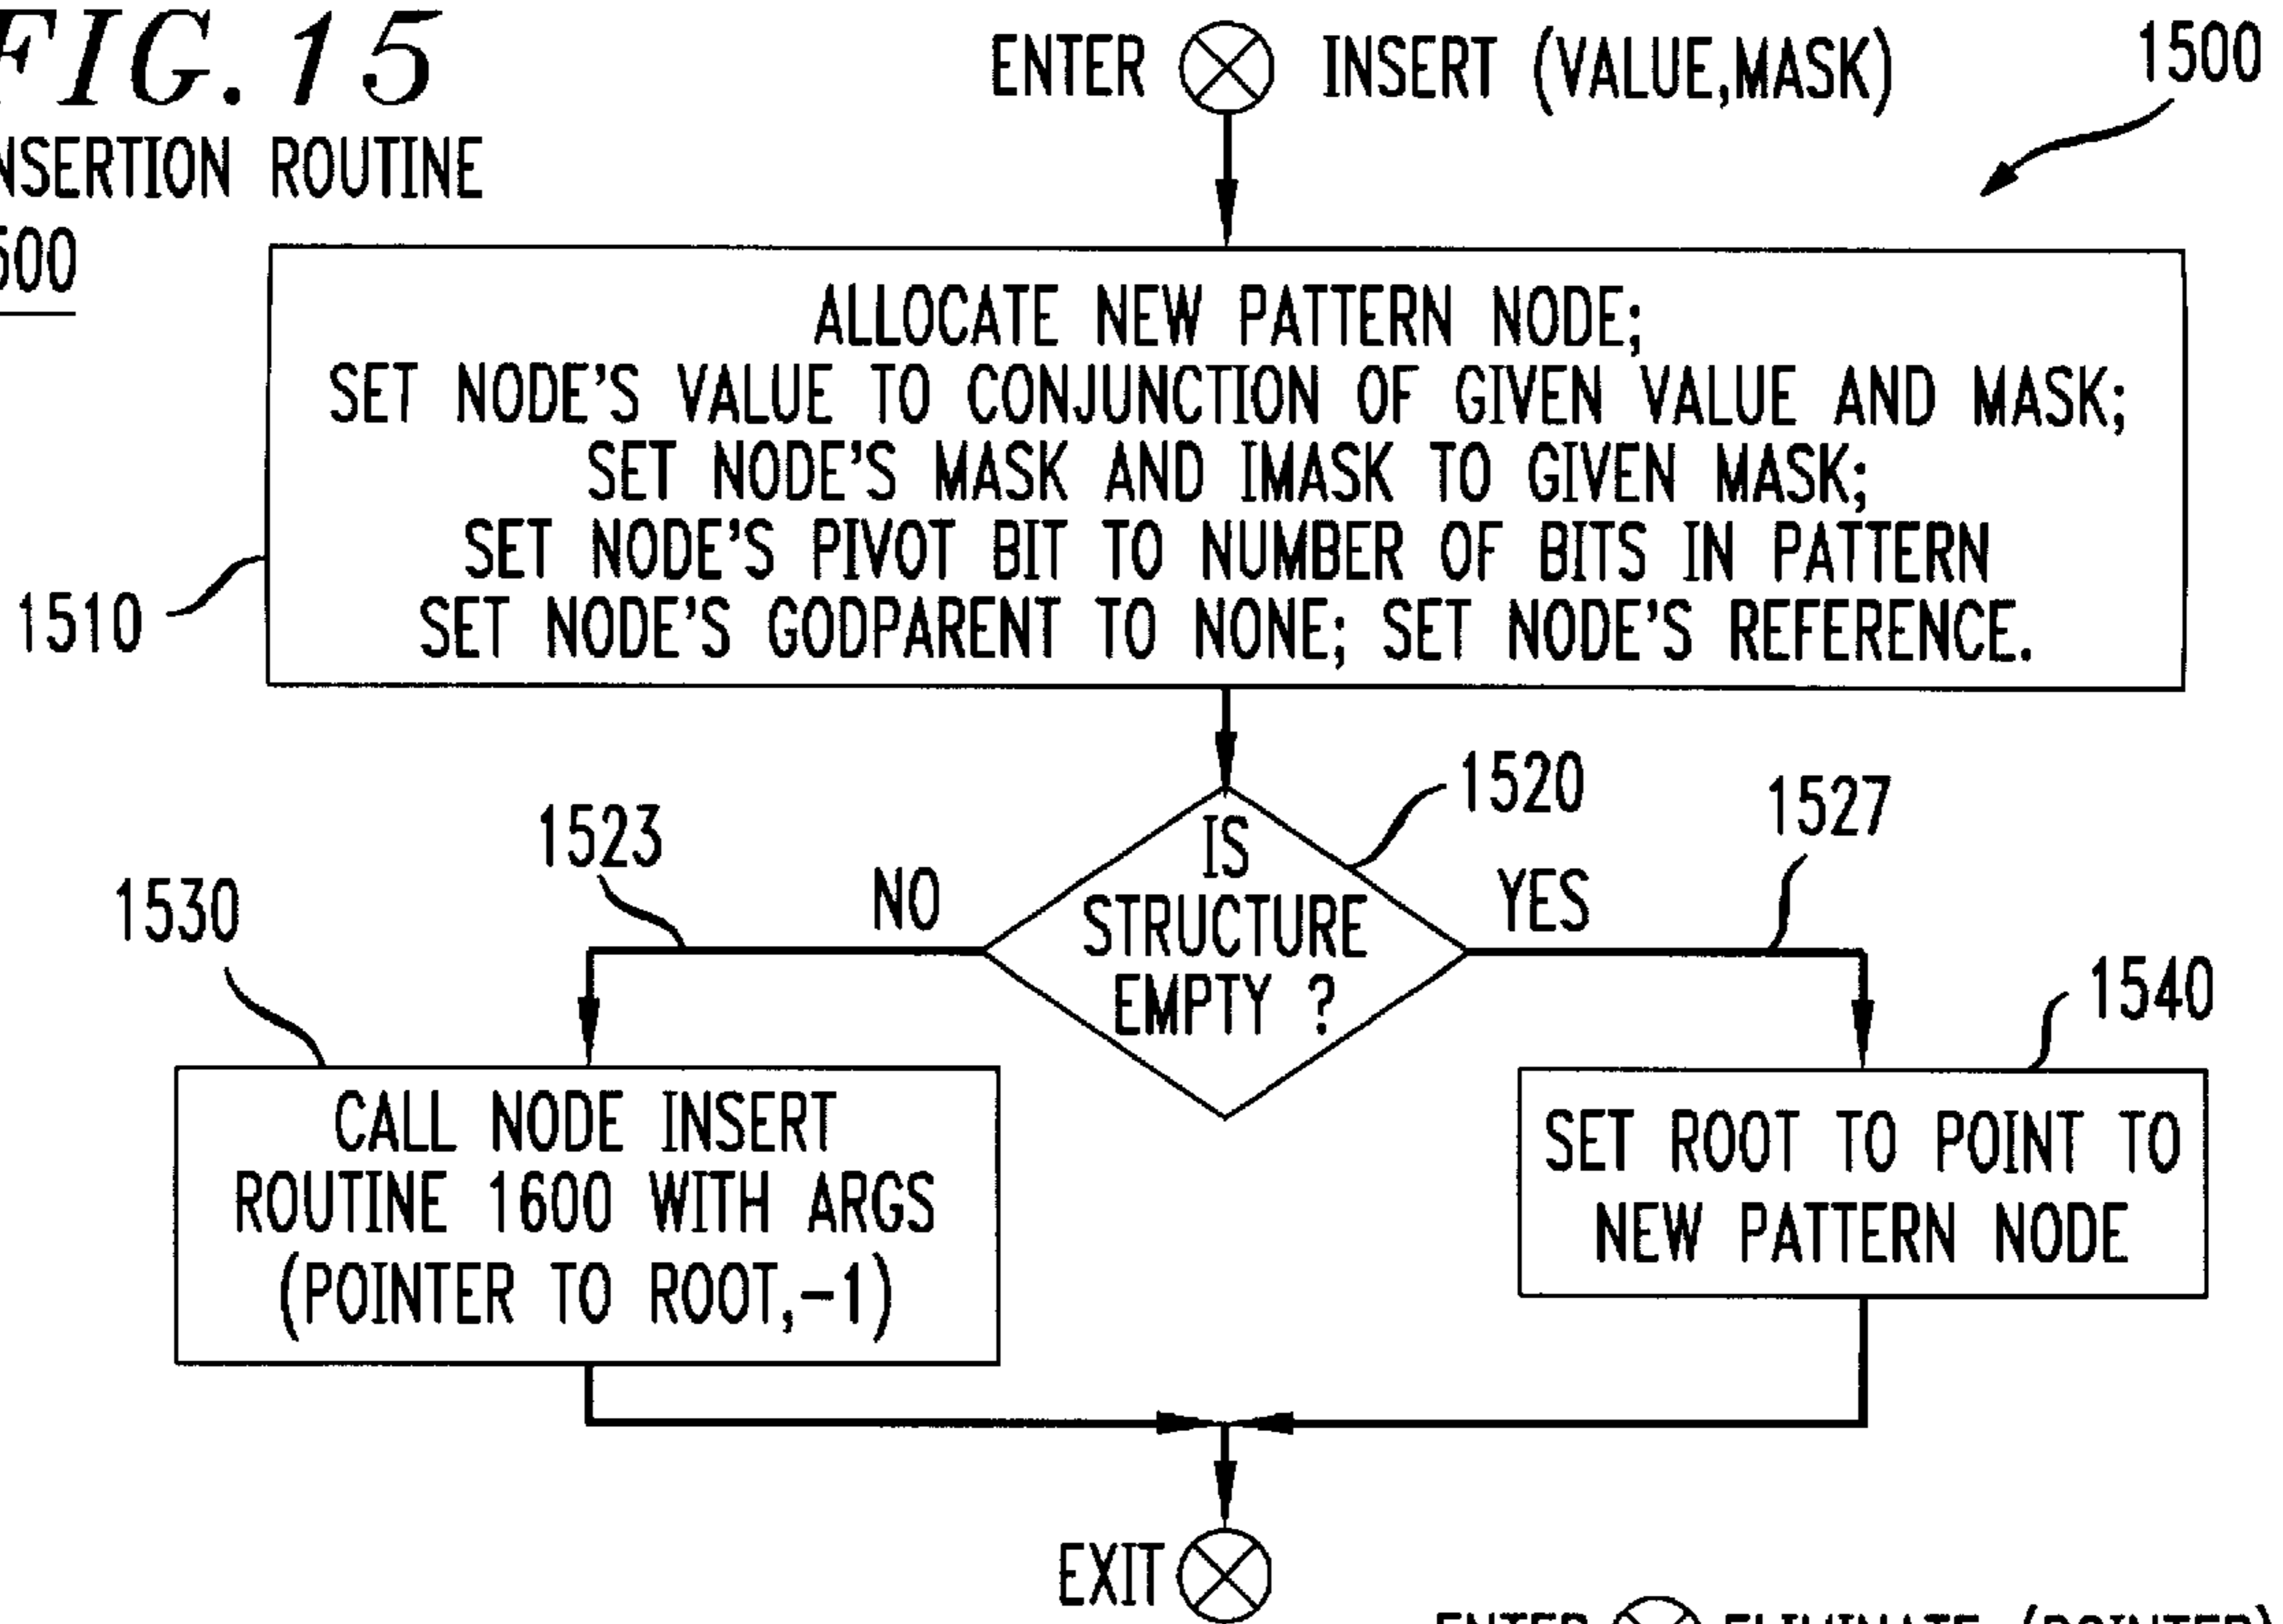 FIG. 15
ENTER INSERT (VALUE,MASK)
1500
NSERTION ROUTINE
500
ALLOCATE NEW PATTERN NODE;
SET NODE'S VALUE TO CONJUNCTION OF GIVEN VALUE AND MASK;
SET NODE'S MASK AND IMASK TO GIVEN MASK;
SET NODE'S PIVOT BIT TO NUMBER OF BITS IN PATTERN
SET NODE'S GODPARENT TO NONE; SET NODE'S REFERENCE.
1510
1520
1527
1523
IS
STRUCTURE
EMPTY ?
NO
YES
1530
1540
CALL NODE INSERT
ROUTINE 1600 WITH ARGS
(POINTER TO ROOT,-1)
SET ROOT TO POINT TO
NEW PATTERN NODE
EXIT
ENTER ELIMINATE (POINTER)